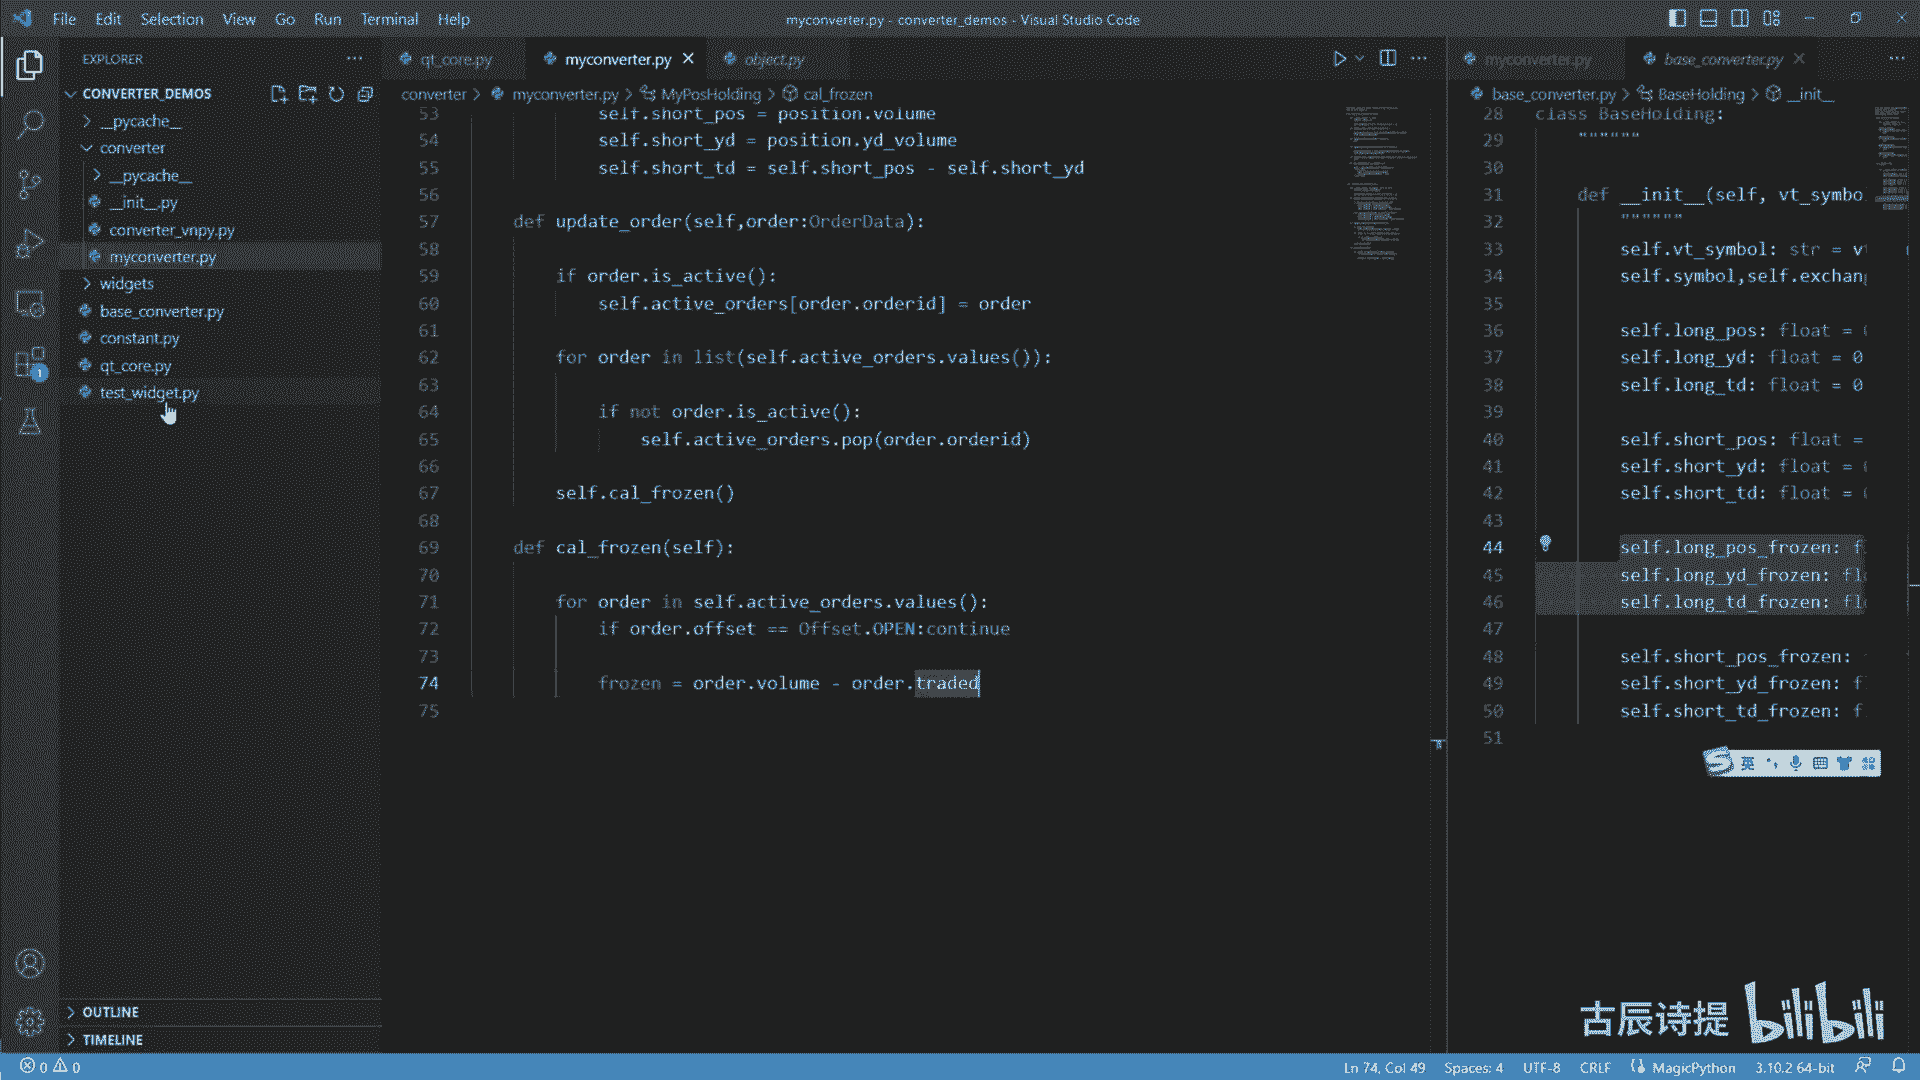 File Edit Selection View Go Run Terminal Help
myconverter.py - converter_demos - Visual Studio Code
EXPLORER
CONVERTER_DEMOS
__pycache__
converter
__pycache__
__init__.py
converter_vnpy.py
myconverter.py
widgets
base_converter.py
constant.py
qt_core.py
test_widget.py
OUTLINE
TIMELINE
qt_core.py myconverter.py object.py
converter > myconverter.py > MyPosHolding > cal_frozen
53 self.short_pos = position.volume
54 self.short_yd = position.yd_volume
55 self.short_td = self.short_pos - self.short_yd
56
57 def update_order(self,order:OrderData):
58
59 if order.is_active():
60 self.active_orders[order.orderid] = order
61
62 for order in list(self.active_orders.values()):
63
64 if not order.is_active():
65 self.active_orders.pop(order.orderid)
66
67 self.cal_frozen()
68
69 def cal_frozen(self):
70
71 for order in self.active_orders.values():
72 if order.offset == Offset.OPEN:continue
73
74 frozen = order.volume - order.traded
75
myconverter.py base_converter.py
base_converter.py > BaseHolding > __init__
28 class BaseHolding:
29 """"""
30
31 def __init__(self, vt_symbo
32 """"""
33 self.vt_symbol: str = v
34 self.symbol,self.exchan
35
36 self.long_pos: float =
37 self.long_yd: float = 0
38 self.long_td: float = 0
39
40 self.short_pos: float =
41 self.short_yd: float =
42 self.short_td: float =
43
44 self.long_pos_frozen: f
45 self.long_yd_frozen: fl
46 self.long_td_frozen: fl
47
48 self.short_pos_frozen:
49 self.short_yd_frozen: f
50 self.short_td_frozen: f
51
英
古辰诗提 bilibili
0 0 Ln 74, Col 49 Spaces: 4 UTF-8 CRLF MagicPython 3.10.2 64-bit